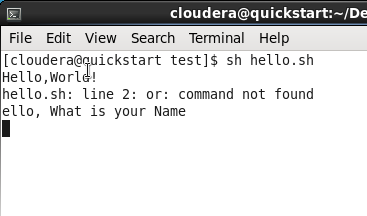 cloudera@quickstart:~/De
File Edit View Search Terminal Help
[cloudera@quickstart test]$ sh hello.sh
Hello,World!
hello.sh: line 2: or: command not found
ello, What is your Name